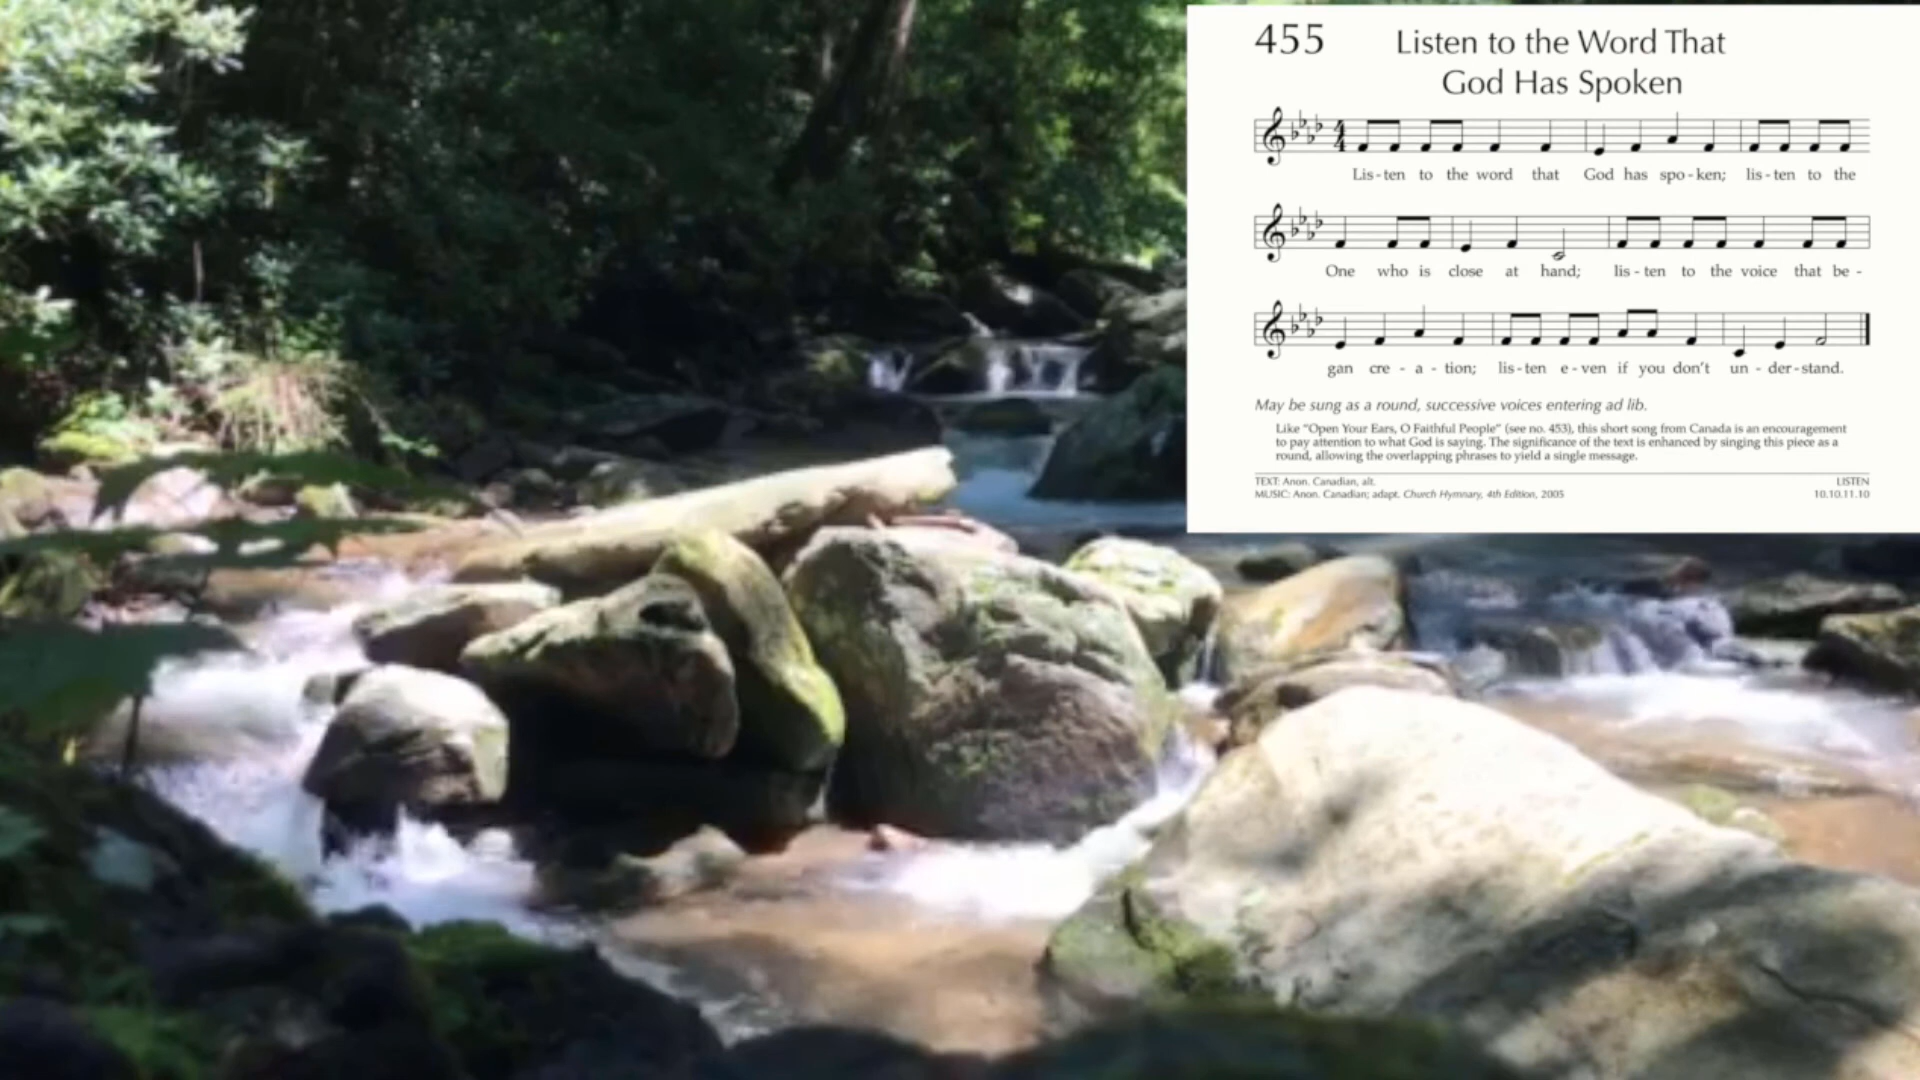 455
Listen to the Word That
God Has Spoken
Lis - ten to the word that God has spo - ken; lis - ten to the
One who is close at hand; lis - ten to the voice that be -
gan cre - a - tion; lis - ten e - ven if you don't un - der - stand.
May be sung as a round, successive voices entering ad lib.
Like "Open Your Ears, O Faithful People" (see no. 453), this short song from Canada is an encouragement
to pay attention to what God is saying. The significance of the text is enhanced by singing this piece as a
round, allowing the overlapping phrases to yield a single message.
TEXT: Anon. Canadian, alt.
LISTEN
MUSIC: Anon. Canadian; adapt. Church Hymnary, 4th Edition, 2005
10.10.11.10